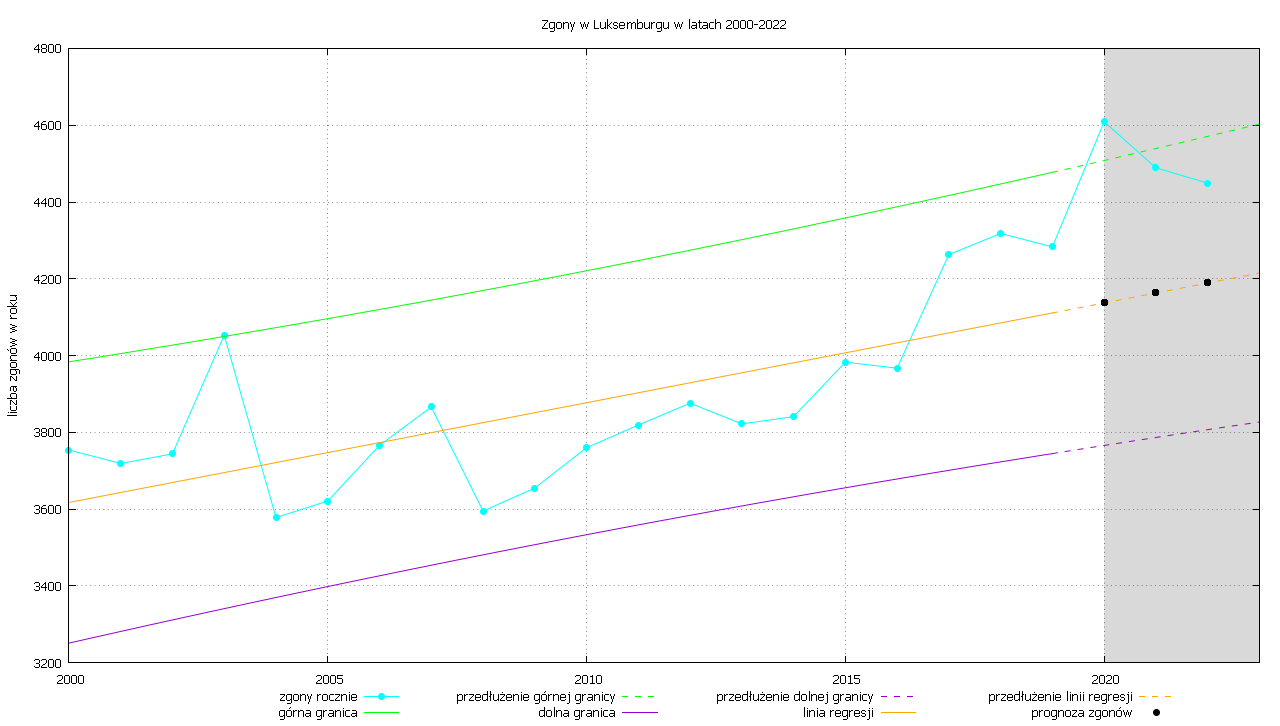 Zgony w Luksemburgu w latach 2000-2022
4800
4600
4400
4200
4000
3800
3600
3400
3200
liczba zgonów w roku
2000 2005 2010 2015 2020
zgony rocznie przedłużenie górnej granicy przedłużenie dolnej granicy przedłużenie linii regresji
górna granica dolna granica linia regresji prognoza zgonów